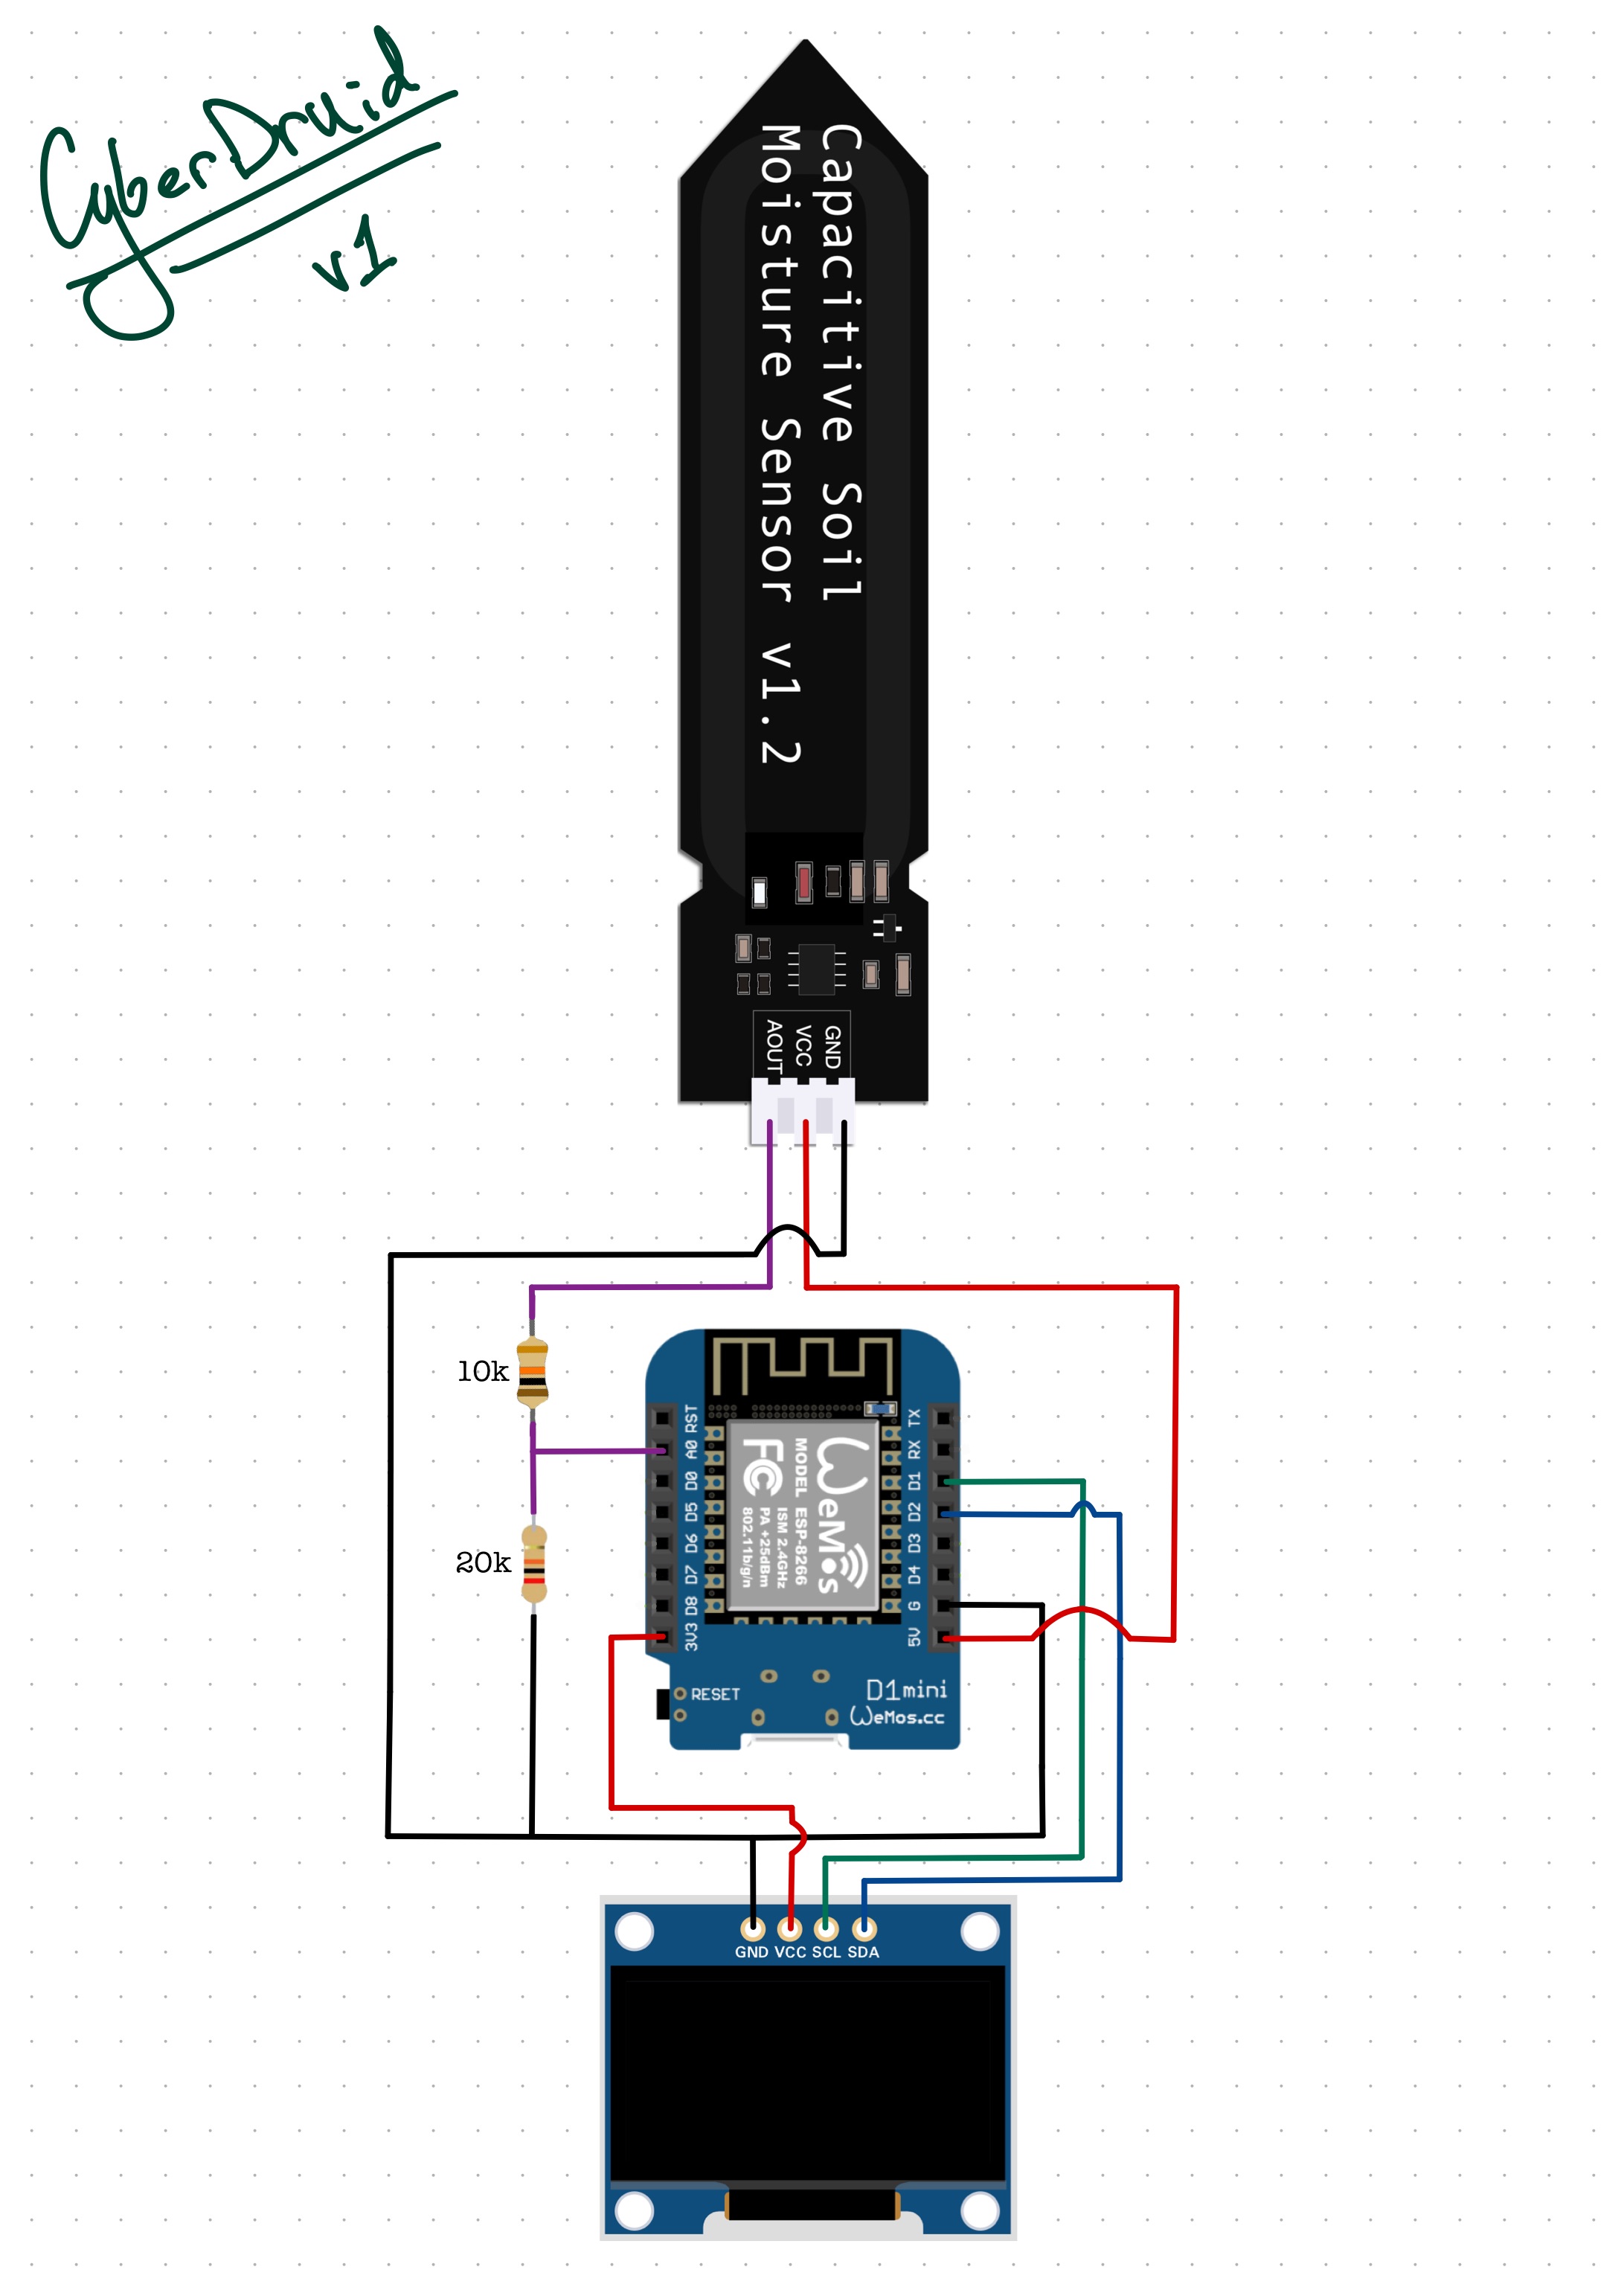 CyberDruid
v1
Capacitive Soil
Moisture Sensor v1.2
AOUT
VCC
GND
10k
20k
RST
A0
D0
D5
D6
D7
D8
3V3
TX
RX
D1
D2
D3
D4
G
5V
WeMos
MODEL ESP-8266
ISM 2.4GHz
PA +25dBm
802.11b/g/n
FC
RESET
D1mini
WeMos.cc
GND VCC SCL SDA